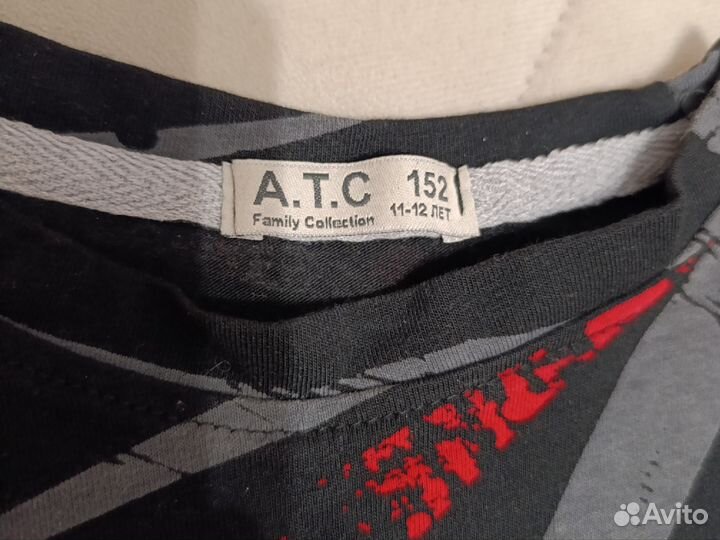 A.T.C 152
Family Collection 11-12 ЛЕТ
Avito